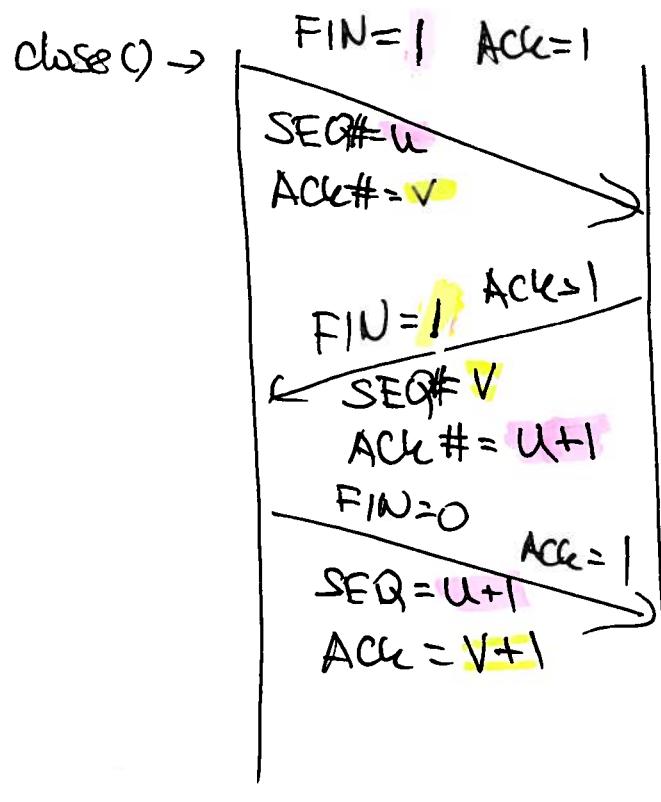 close() → FIN=1 ACK=1
SEQ#=u
ACK#=v
FIN=1 ACK=1
SEQ#=v
ACK#=u+1
FIN=0 ACK=1
SEQ=u+1
ACK=v+1